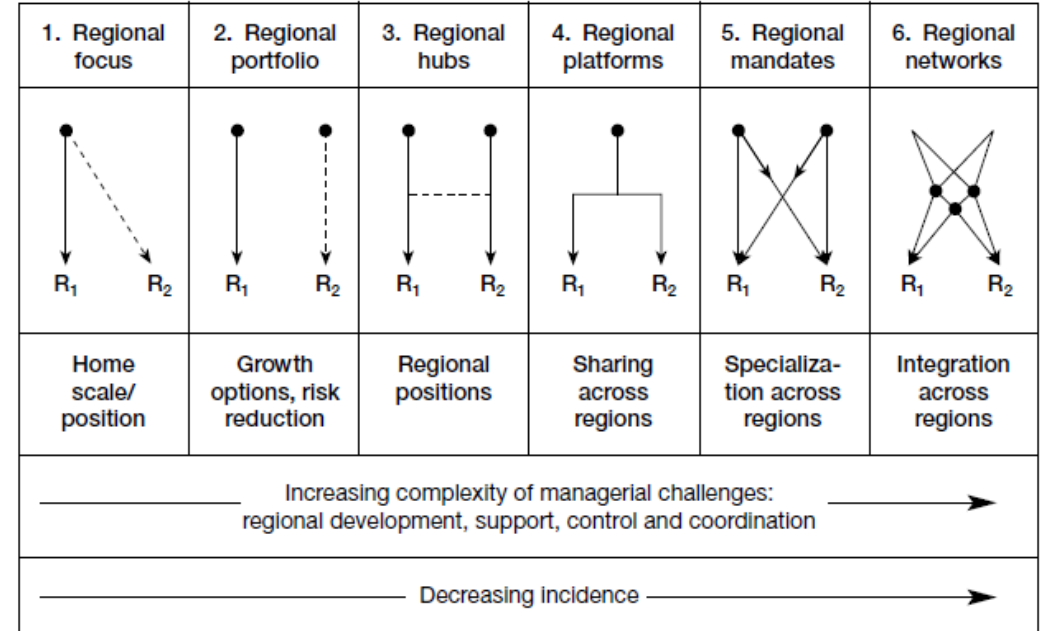 1. Regional focus
2. Regional portfolio
3. Regional hubs
4. Regional platforms
5. Regional mandates
6. Regional networks
R₁ R₂
R₁ R₂
R₁ R₂
R₁ R₂
R₁ R₂
R₁ R₂
Home
scale/
position
Growth
options, risk
reduction
Regional
positions
Sharing
across
regions
Specializa-
tion across
regions
Integration
across
regions
Increasing complexity of managerial challenges:
regional development, support, control and coordination
Decreasing incidence